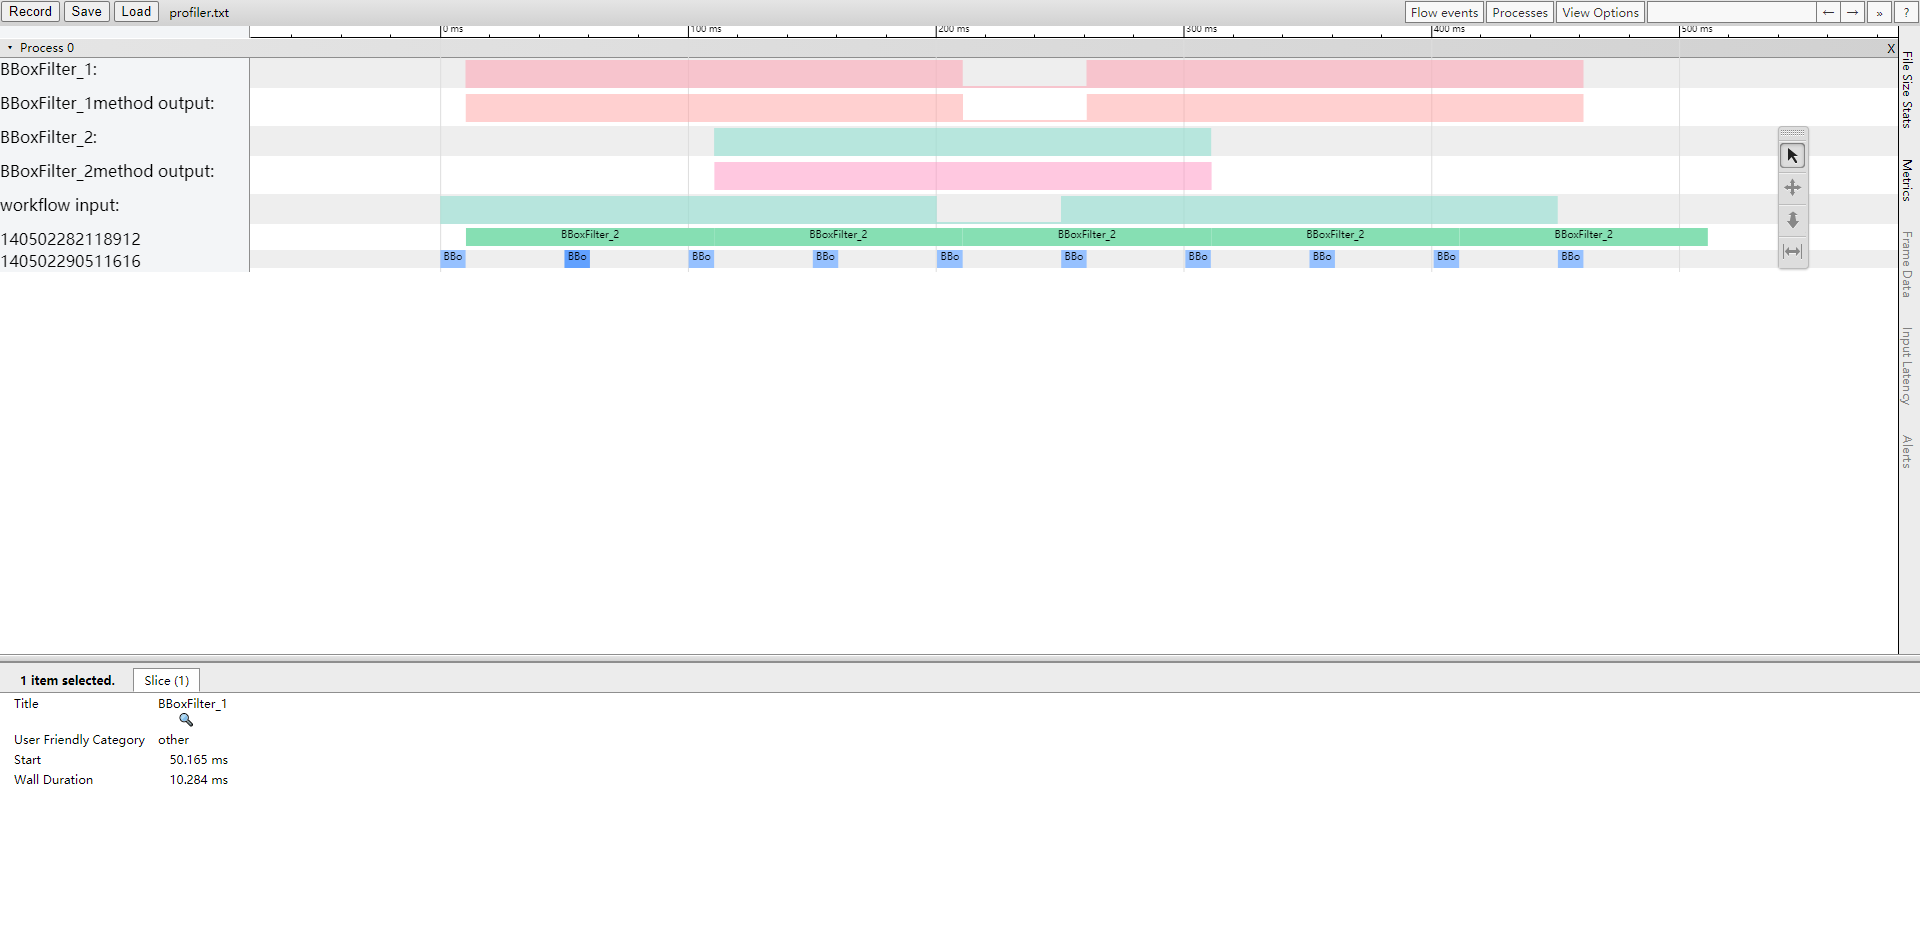 Record Save Load profiler.txt Flow events Processes View Options ← → » ?
0 ms 100 ms 200 ms 300 ms 400 ms 500 ms
Process 0 X
BBoxFilter_1:
BBoxFilter_1method output:
BBoxFilter_2:
BBoxFilter_2method output:
workflow input:
140502282118912 BBoxFilter_2 BBoxFilter_2 BBoxFilter_2 BBoxFilter_2 BBoxFilter_2
140502290511616 BBo BBo BBo BBo BBo BBo BBo BBo BBo BBo
File Size Stats
Metrics
Frame Data
Input Latency
Alerts
1 item selected. Slice (1)
Title BBoxFilter_1
User Friendly Category other
Start 50.165 ms
Wall Duration 10.284 ms